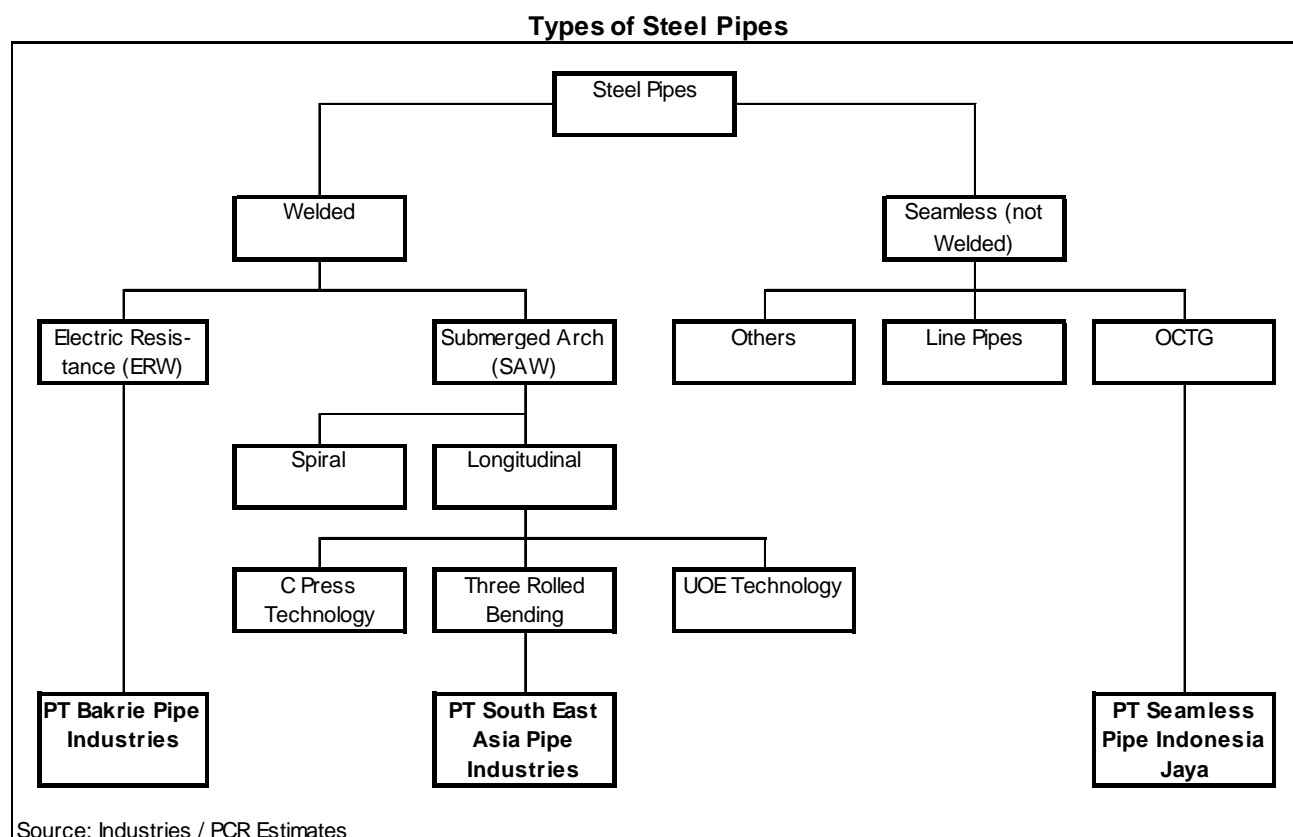 Types of Steel Pipes
Steel Pipes
Welded
Seamless (not
Welded)
Electric Resis-
tance (ERW)
Submerged Arch
(SAW)
Others
Line Pipes
OCTG
Spiral
Longitudinal
C Press
Technology
Three Rolled
Bending
UOE Technology
PT Bakrie Pipe
Industries
PT South East
Asia Pipe
Industries
PT Seamless
Pipe Indonesia
Jaya
Source: Industries / PCR Estimates